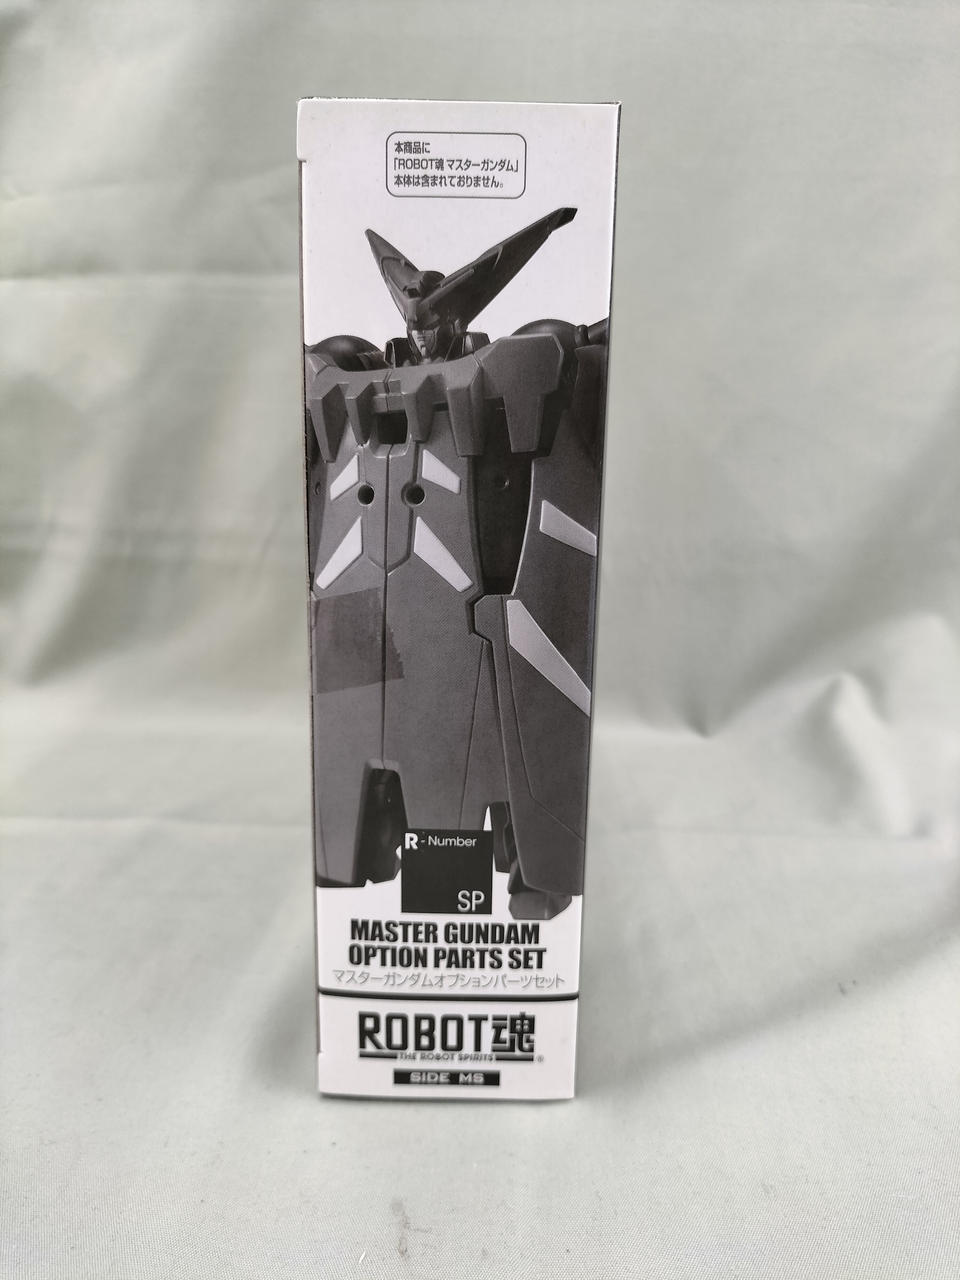 本商品に
「ROBOT魂 マスターガンダム」
本体は含まれておりません。
R-Number
SP
MASTER GUNDAM
OPTION PARTS SET
マスターガンダムオプションパーツセット
ROBOT魂
THE ROBOT SPIRITS
®
SIDE MS